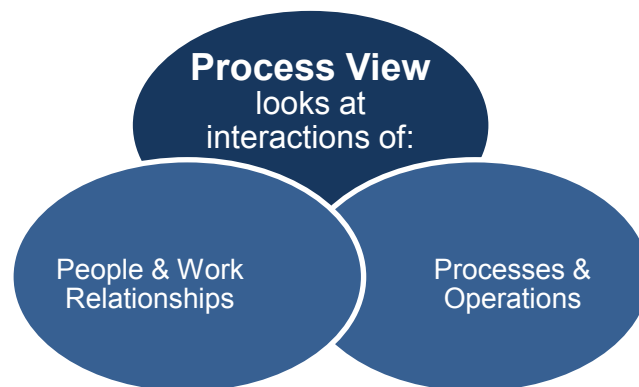 Process View
looks at
interactions of:
People & Work
Relationships
Processes &
Operations